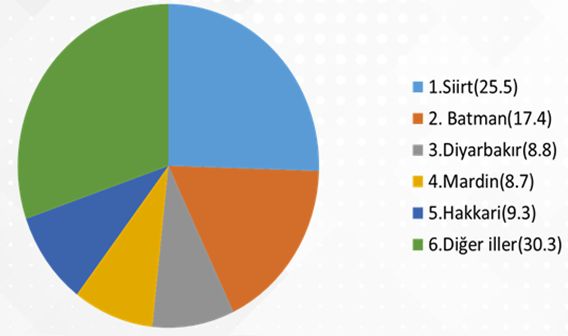 1.Siirt(25.5)
2. Batman(17.4)
3.Diyarbakır(8.8)
4.Mardin(8.7)
5.Hakkari(9.3)
6.Diğer iller(30.3)